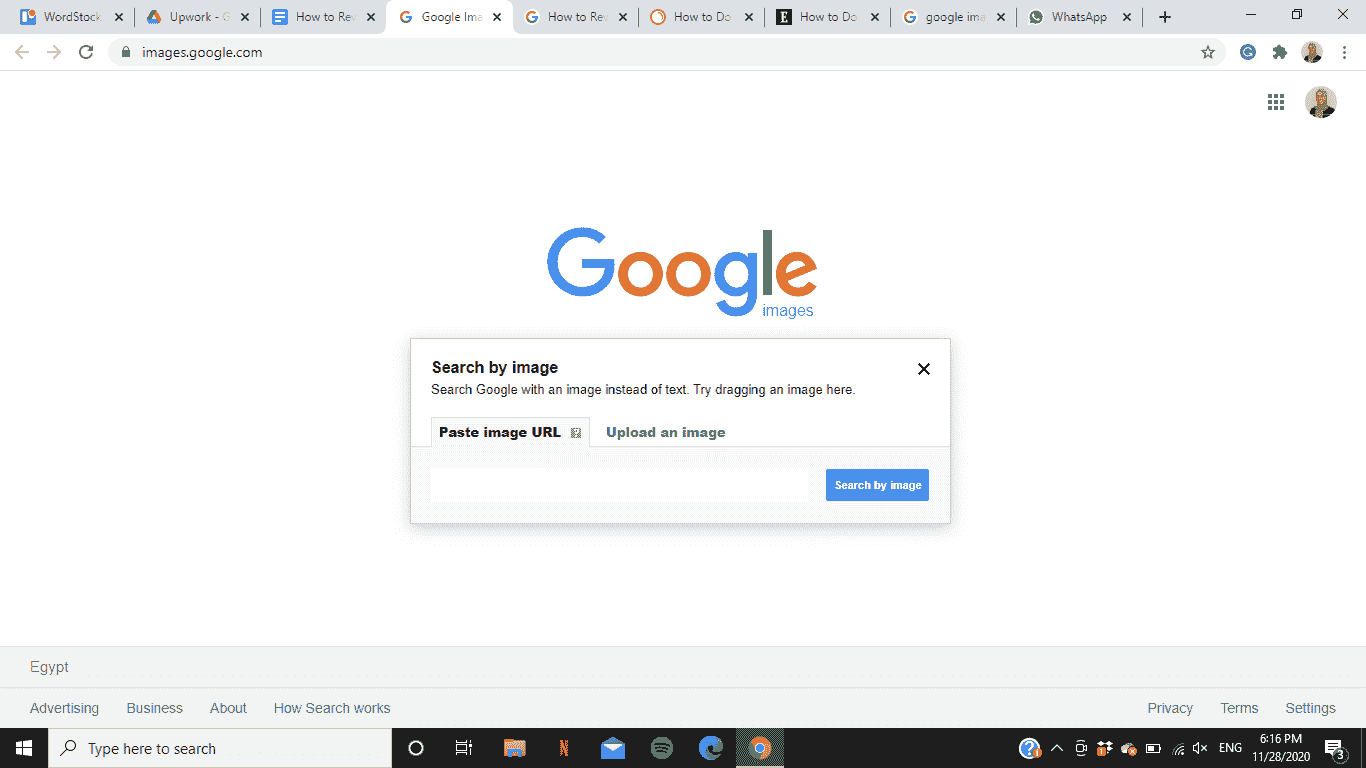 WordStock
Upwork - G
How to Rev
Google Ima
How to Rev
How to Do
E
How to Do
google ima
WhatsApp
images.google.com
Google
images
Search by image
Search Google with an image instead of text. Try dragging an image here.
Paste image URL
Upload an image
Search by image
Egypt
Advertising
Business
About
How Search works
Privacy
Terms
Settings
Type here to search
ENG
6:16 PM
11/28/2020
3